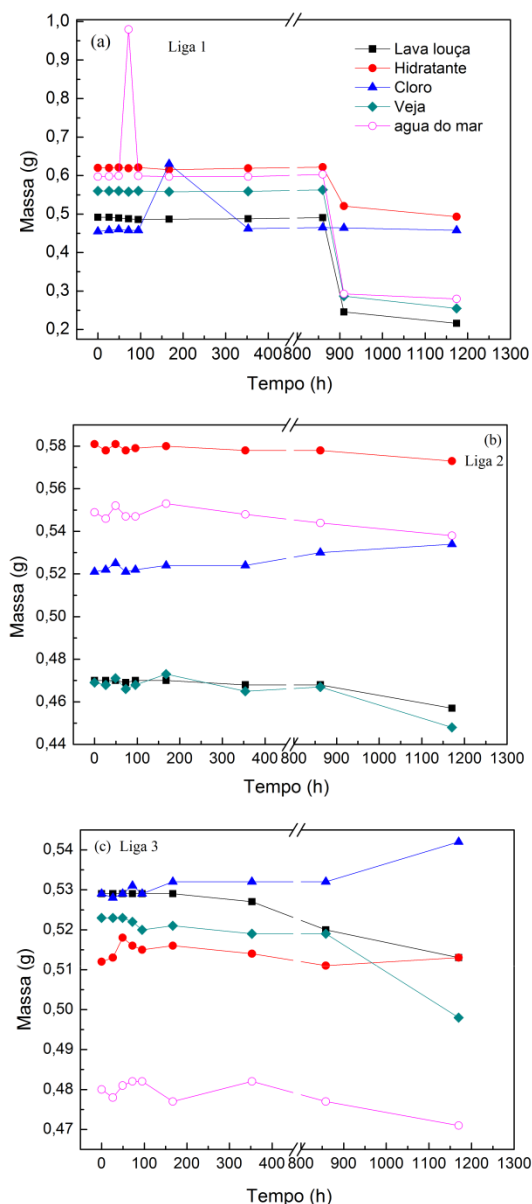 (a)
Liga 1
Lava louça
Hidratante
Cloro
Veja
agua do mar
1,0
0,9
0,8
0,7
0,6
0,5
0,4
0,3
0,2
Massa (g)
0 100 200 300 400 800 900 1000 1100 1200 1300
Tempo (h)
(b)
Liga 2
0,58
0,56
0,54
0,52
0,50
0,48
0,46
0,44
Massa (g)
0 100 200 300 400 800 900 1000 1100 1200 1300
Tempo (h)
(c) Liga 3
0,54
0,53
0,52
0,51
0,50
0,49
0,48
0,47
Massa (g)
0 100 200 300 400 800 900 1000 1100 1200 1300
Tempo (h)